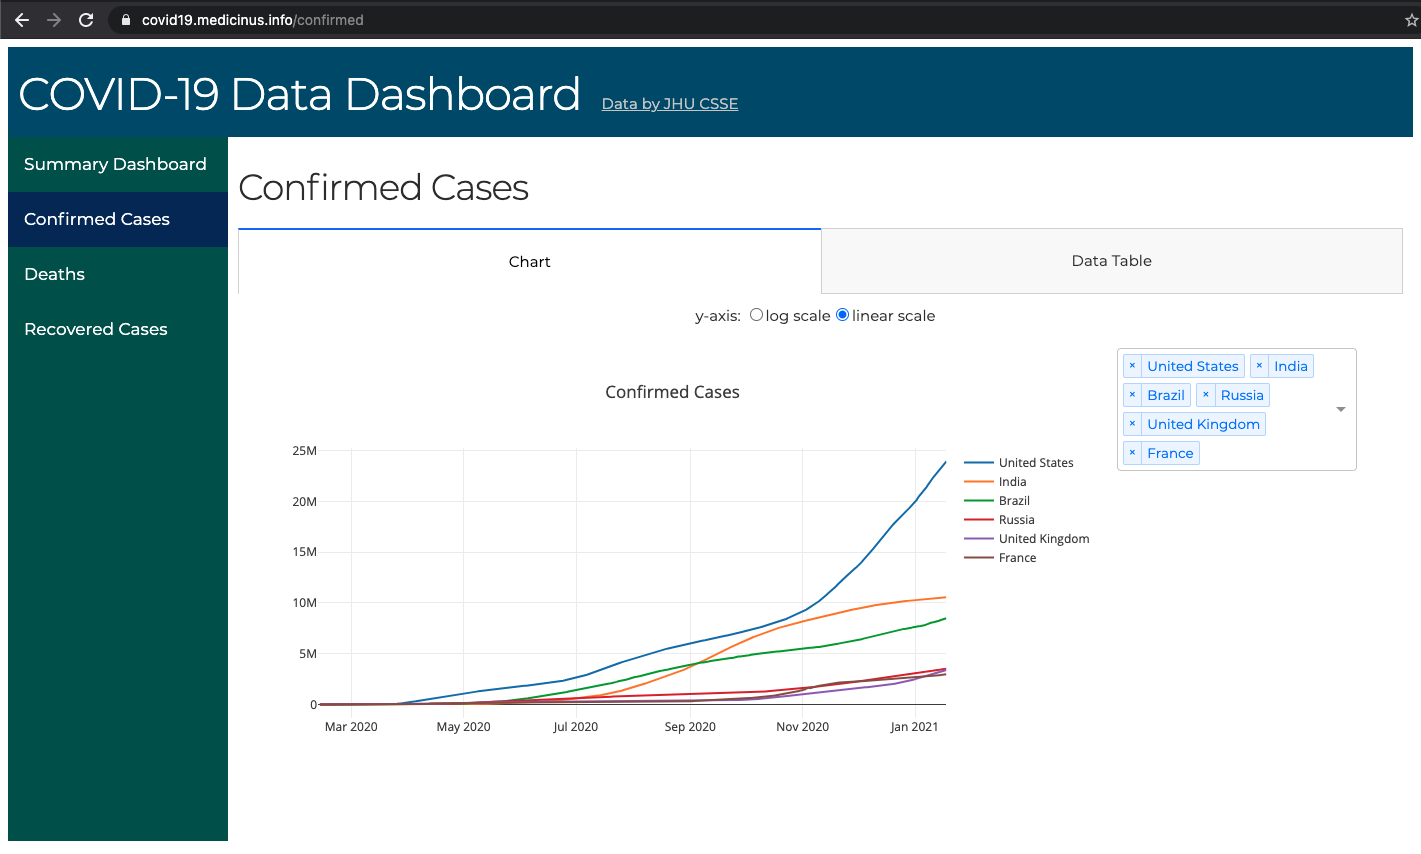 covid19.medicinus.info/confirmed
COVID-19 Data Dashboard Data by JHU CSSE
Summary Dashboard
Confirmed Cases
Deaths
Recovered Cases
Confirmed Cases
Chart Data Table
y-axis: log scale linear scale
× United States × India
× Brazil × Russia
× United Kingdom
× France
Confirmed Cases
25M
20M
15M
10M
5M
0
Mar 2020 May 2020 Jul 2020 Sep 2020 Nov 2020 Jan 2021
United States
India
Brazil
Russia
United Kingdom
France